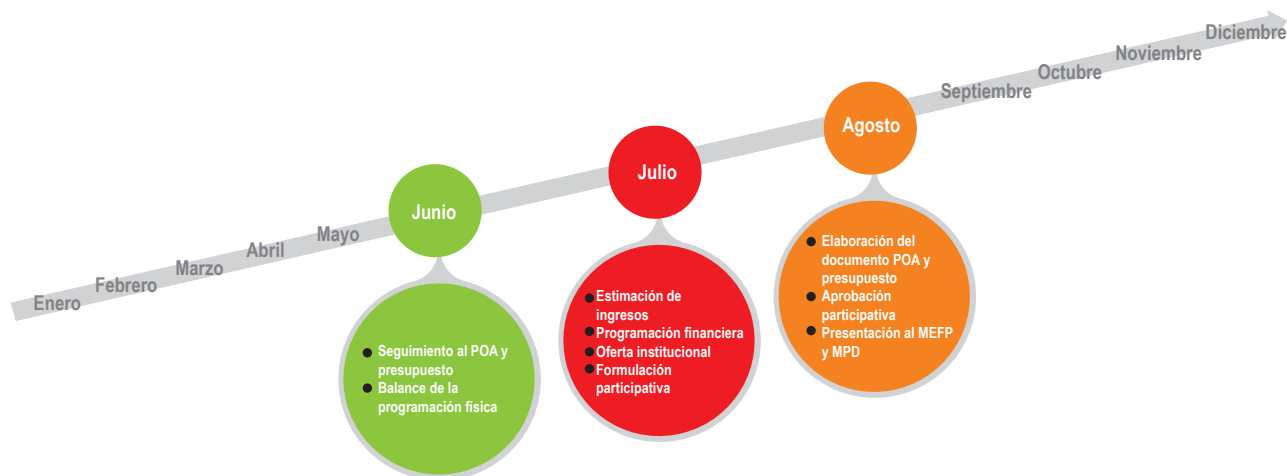 Enero
Febrero
Marzo
Abril
Mayo
Junio
Julio
Agosto
Septiembre
Octubre
Noviembre
Diciembre
● Seguimiento al POA y
presupuesto
● Balance de la
programación física
● Estimación de
ingresos
● Programación financiera
● Oferta institucional
● Formulación
participativa
● Elaboración del
documento POA y
presupuesto
● Aprobación
participativa
● Presentación al MEFP
y MPD